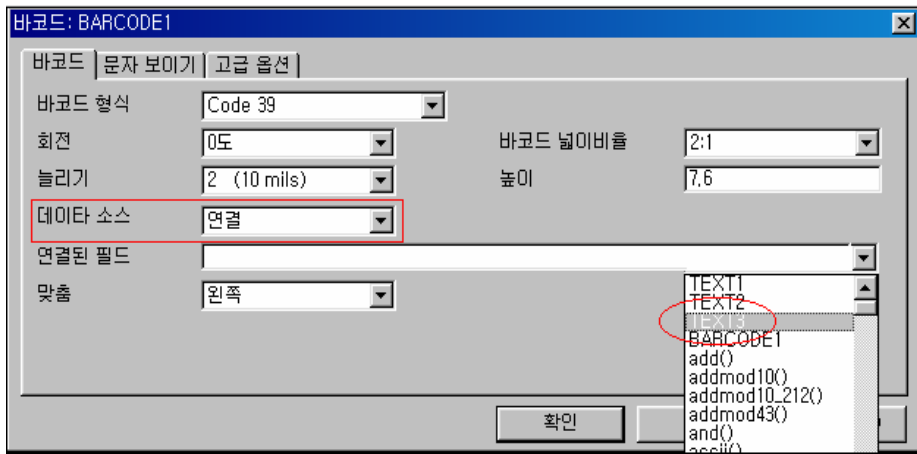 바코드: BARCODE1
바코드 문자 보이기 고급 옵션
바코드 형식 Code 39
회전 0도 바코드 넓이비율 2:1
늘리기 2 (10 mils) 높이 7,6
데이타 소스 연결
연결된 필드
맞춤 왼쪽
TEXT1
TEXT2
TEXT3
BARCODE1
add()
addmod10()
addmod10_212()
addmod43()
and()
ascii()
확인